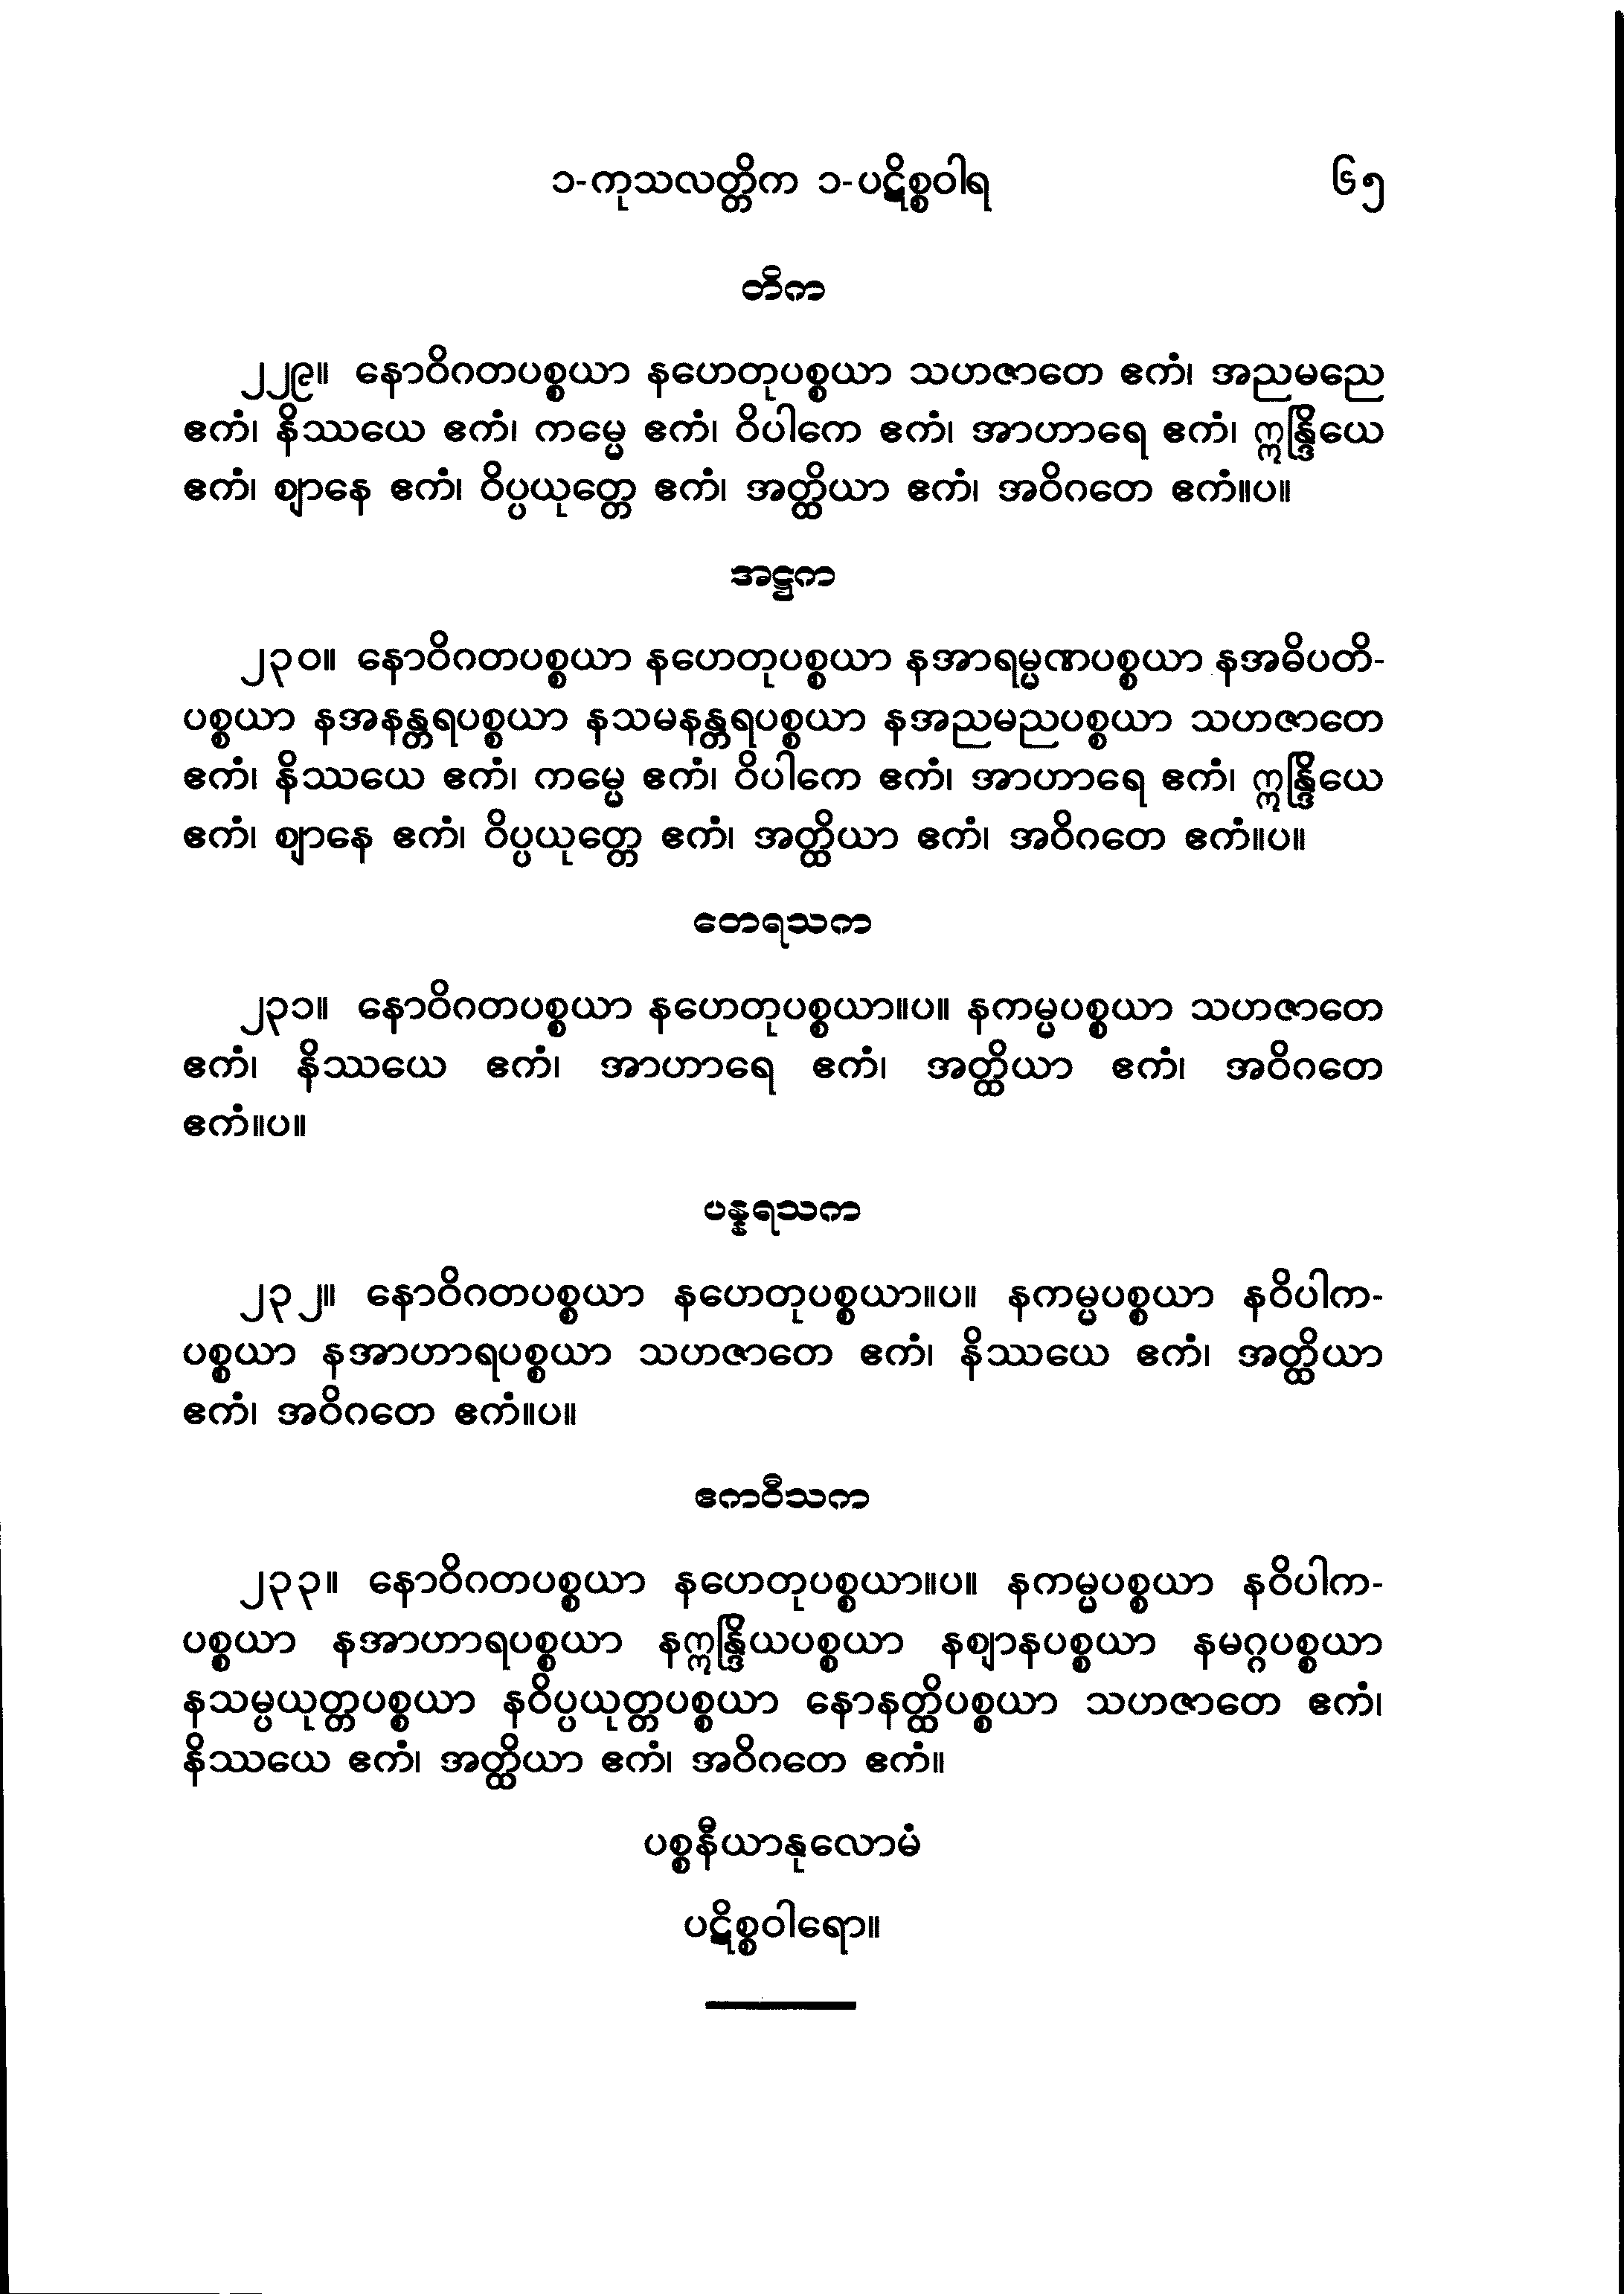 ၁-ကုသလတ္တိက ၁-ပဋိစ္စဝါရ ၆၅
တိက
၂၂၉။ နောဝိဂတပစ္စယာ နဟေတုပစ္စယာ သဟဇာတေ ဧကံ၊ အညမညေ
ဧကံ၊ နိဿယေ ဧကံ၊ ကမ္မေ ဧကံ၊ ဝိပါကေ ဧကံ၊ အာဟာရေ ဧကံ၊ ဣန္ဒြိယေ
ဧကံ၊ ဈာနေ ဧကံ၊ ဝိပ္ပယုတ္တေ ဧကံ၊ အတ္ထိယာ ဧကံ၊ အဝိဂတေ ဧကံ။ပ။
အဋ္ဌက
၂၃၀။ နောဝိဂတပစ္စယာ နဟေတုပစ္စယာ နအာရမ္မဏပစ္စယာ နအဓိပတိ-
ပစ္စယာ နအနန္တရပစ္စယာ နသမနန္တရပစ္စယာ နအညမညပစ္စယာ သဟဇာတေ
ဧကံ၊ နိဿယေ ဧကံ၊ ကမ္မေ ဧကံ၊ ဝိပါကေ ဧကံ၊ အာဟာရေ ဧကံ၊ ဣန္ဒြိယေ
ဧကံ၊ ဈာနေ ဧကံ၊ ဝိပ္ပယုတ္တေ ဧကံ၊ အတ္ထိယာ ဧကံ၊ အဝိဂတေ ဧကံ။ပ။
တေရသက
၂၃၁။ နောဝိဂတပစ္စယာ နဟေတုပစ္စယာ။ပ။ နကမ္မပစ္စယာ သဟဇာတေ
ဧကံ၊ နိဿယေ ဧကံ၊ အာဟာရေ ဧကံ၊ အတ္ထိယာ ဧကံ၊ အဝိဂတေ
ဧကံ။ပ။
ပန္နရသက
၂၃၂။ နောဝိဂတပစ္စယာ နဟေတုပစ္စယာ။ပ။ နကမ္မပစ္စယာ နဝိပါက-
ပစ္စယာ နအာဟာရပစ္စယာ သဟဇာတေ ဧကံ၊ နိဿယေ ဧကံ၊ အတ္ထိယာ
ဧကံ၊ အဝိဂတေ ဧကံ။ပ။
ဧကဝီသက
၂၃၃။ နောဝိဂတပစ္စယာ နဟေတုပစ္စယာ။ပ။ နကမ္မပစ္စယာ နဝိပါက-
ပစ္စယာ နအာဟာရပစ္စယာ နဣန္ဒြိယပစ္စယာ နဈာနပစ္စယာ နမဂ္ဂပစ္စယာ
နသမ္ပယုတ္တပစ္စယာ နဝိပ္ပယုတ္တပစ္စယာ နောနတ္ထိပစ္စယာ သဟဇာတေ ဧကံ၊
နိဿယေ ဧကံ၊ အတ္ထိယာ ဧကံ၊ အဝိဂတေ ဧကံ။
ပစ္စနီယာနုလောမံ
ပဋိစ္စဝါရော။